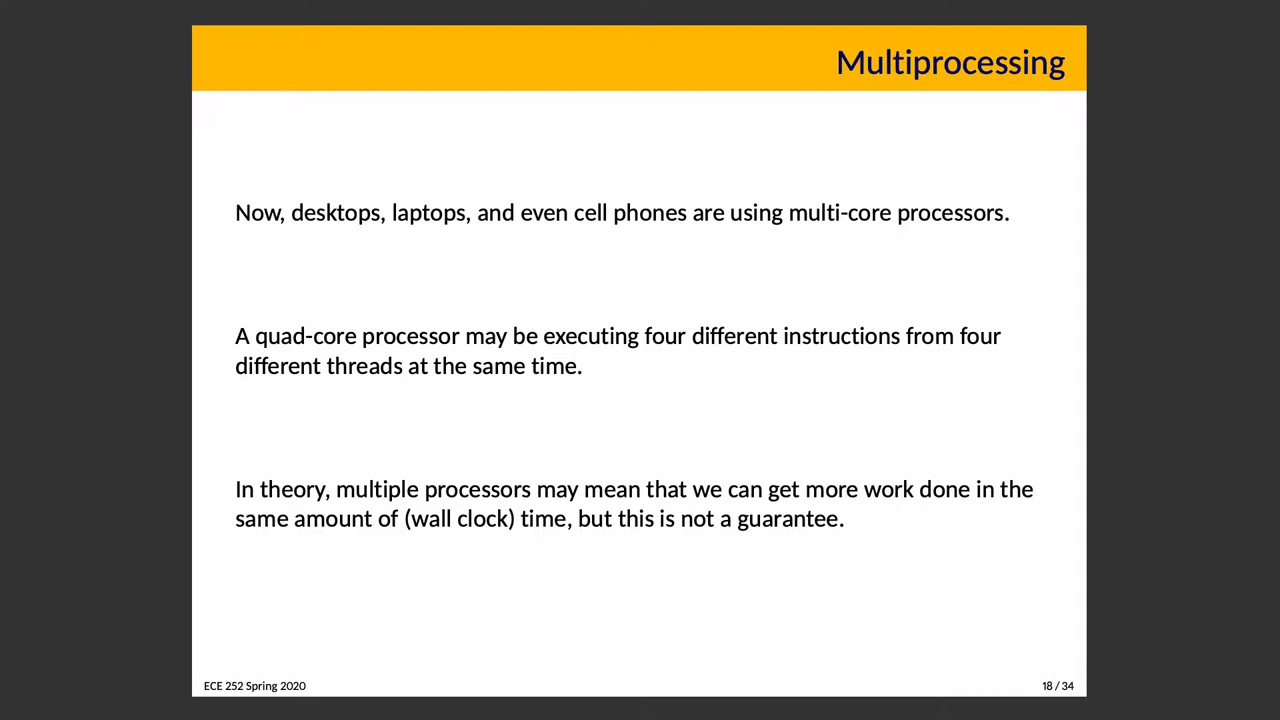 Multiprocessing
Now, desktops, laptops, and even cell phones are using multi-core processors.
A quad-core processor may be executing four different instructions from four
different threads at the same time.
In theory, multiple processors may mean that we can get more work done in the
same amount of (wall clock) time, but this is not a guarantee.
ECE 252 Spring 2020
18 / 34